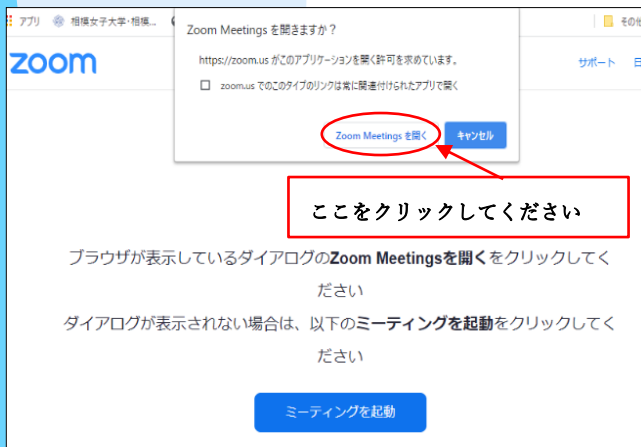 アプリ 相模女子大学・相模... その他
Zoom Meetings を開きますか？
https://zoom.us がこのアプリケーションを開く許可を求めています。
zoom サポート
zoom.us でのこのタイプのリンクは常に関連付けられたアプリで開く
Zoom Meetings を開く キャンセル
ここをクリックしてください
ブラウザが表示しているダイアログのZoom Meetingsを開くをクリックしてく
ださい
ダイアログが表示されない場合は、以下のミーティングを起動をクリックしてく
ださい
ミーティングを起動